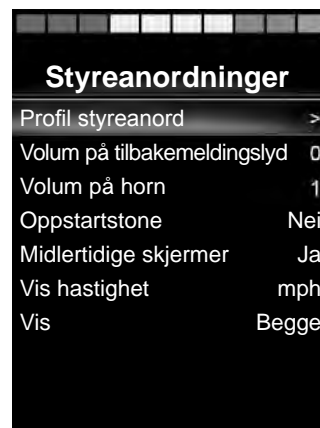 Styreanordninger
Profil styreanord >
Volum på tilbakemeldingslyd 0
Volum på horn 1
Oppstartstone Nei
Midlertidige skjermer Ja
Vis hastighet mph
Vis Begge